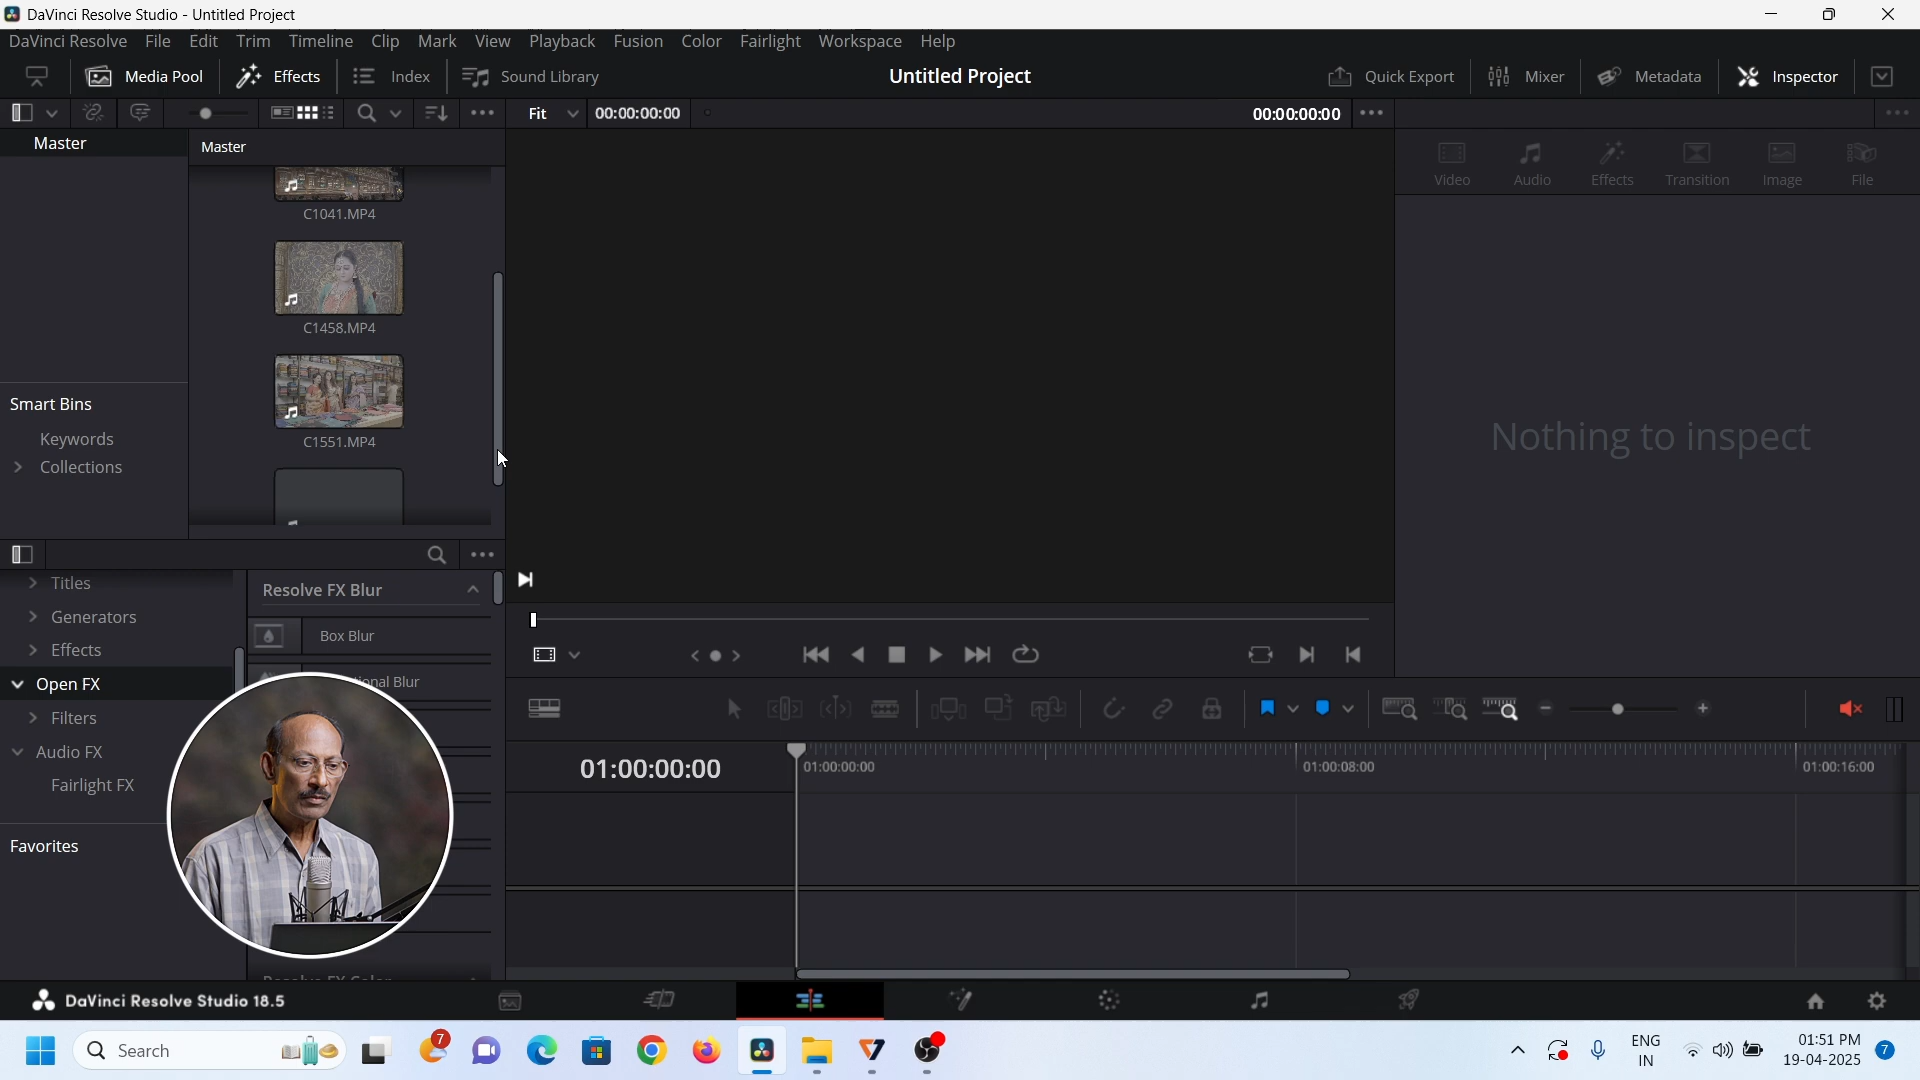 DaVinci Resolve Studio - Untitled Project
DaVinci Resolve File Edit Trim Timeline Clip Mark View Playback Fusion Color Fairlight Workspace Help
Media Pool Effects Index Sound Library Untitled Project Quick Export Mixer Metadata Inspector
Fit 00:00:00:00 00:00:00:00
Master
Master
Video Audio Effects Transition Image File
C1041.MP4
C1458.MP4
C1551.MP4
Smart Bins
Keywords
Collections
Nothing to inspect
Titles
Generators
Effects
Open FX
Filters
Audio FX
Fairlight FX
Favorites
Resolve FX Blur
Box Blur
Blur
01:00:00:00
01:00:00:00 01:00:08:00 01:00:16:00
DaVinci Resolve Studio 18.5
Search
7
ENG
IN
01:51 PM
19-04-2025
7